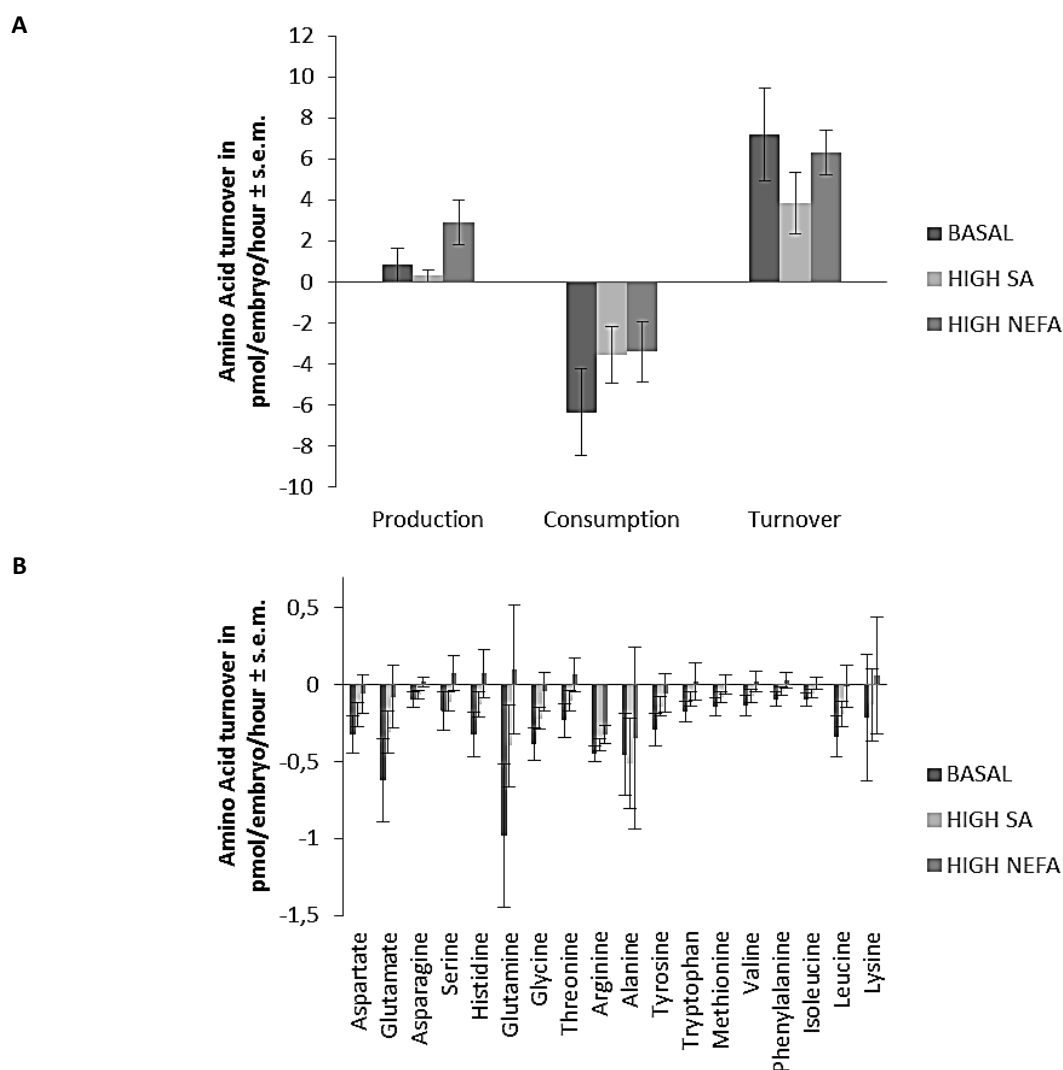 A
Amino Acid turnover in
pmol/embryo/hour ± s.e.m.
12
10
8
6
4
2
0
-2
-4
-6
-8
-10
Production Consumption Turnover
BASAL
HIGH SA
HIGH NEFA
B
Amino Acid turnover in
pmol/embryo/hour ± s.e.m.
0,5
0
-0,5
-1
-1,5
Aspartate
Glutamate
Asparagine
Serine
Histidine
Glutamine
Glycine
Threonine
Arginine
Alanine
Tyrosine
Tryptophan
Methionine
Valine
Phenylalanine
Isoleucine
Leucine
Lysine
BASAL
HIGH SA
HIGH NEFA